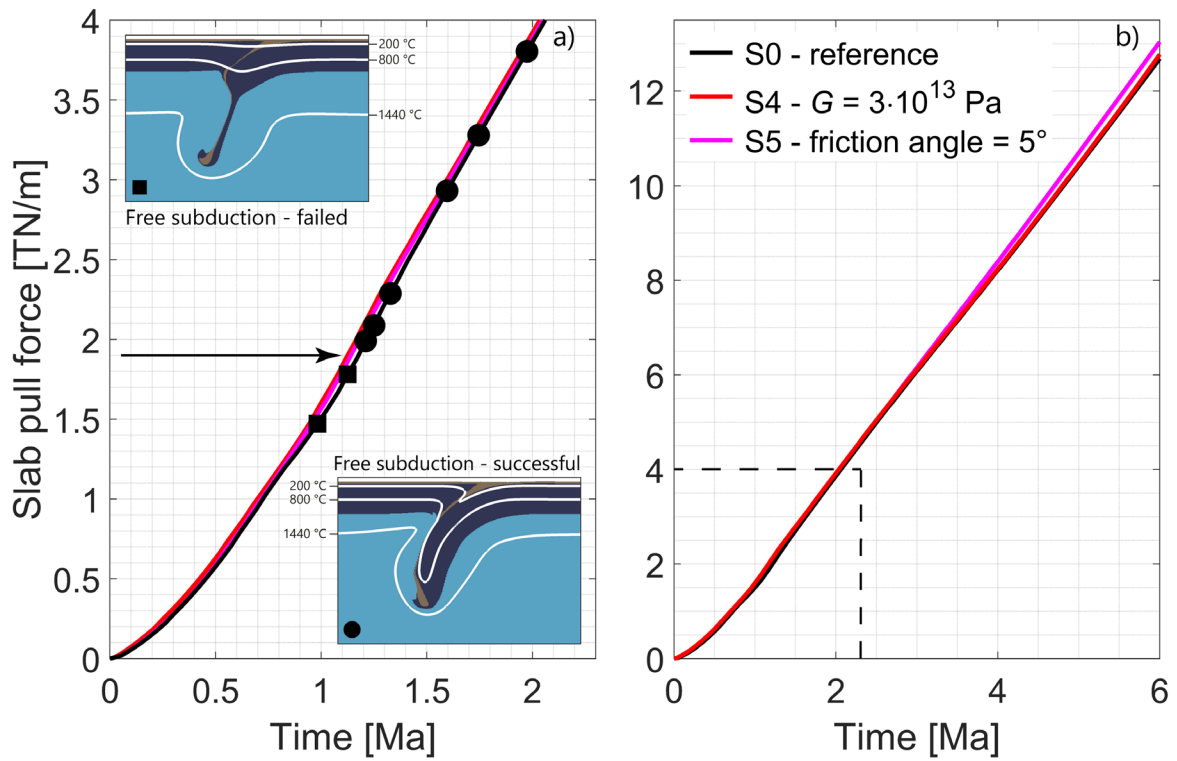 a)
4
3.5
3
2.5
2
1.5
1
0.5
0
Slab pull force [TN/m]
200 °C
800 °C
1440 °C
Free subduction - failed
Free subduction - successful
200 °C
800 °C
1440 °C
0 0.5 1 1.5 2
Time [Ma]
b)
S0 - reference
S4 - G = 3·10¹³ Pa
S5 - friction angle = 5°
12
10
8
6
4
2
0
0 2 4 6
Time [Ma]